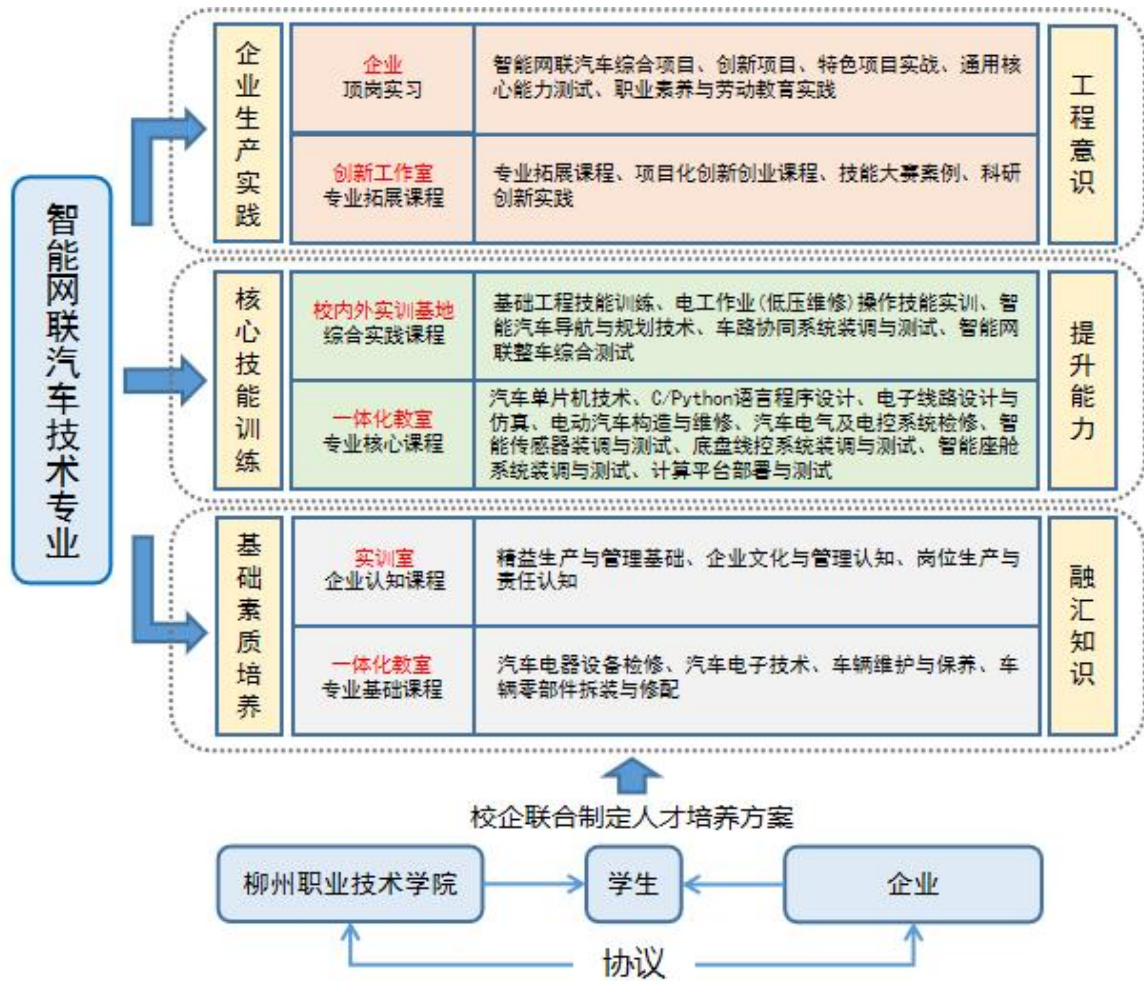 智能网联汽车技术专业
企业生产实践
企业
顶岗实习
智能网联汽车综合项目、创新项目、特色项目实战、通用核
心能力测试、职业素养与劳动教育实践
创新工作室
专业拓展课程
专业拓展课程、项目化创新创业课程、技能大赛案例、科研
创新实践
工程意识
核心技能训练
校内外实训基地
综合实践课程
基础工程技能训练、电工作业(低压维修)操作技能实训、智
能汽车导航与规划技术、车路协同系统装调与测试、智能网
联整车综合测试
一体化教室
专业核心课程
汽车单片机技术、C/Python语言程序设计、电子线路设计与
仿真、电动汽车构造与维修、汽车电气及电控系统检修、智
能传感器装调与测试、底盘线控系统装调与测试、智能座舱
系统装调与测试、计算平台部署与测试
提升能力
基础素质培养
实训室
企业认知课程
精益生产与管理基础、企业文化与管理认知、岗位生产与
责任认知
一体化教室
专业基础课程
汽车电器设备检修、汽车电子技术、车辆维护与保养、车
辆零部件拆装与修配
融汇知识
校企联合制定人才培养方案
柳州职业技术学院
学生
企业
协议